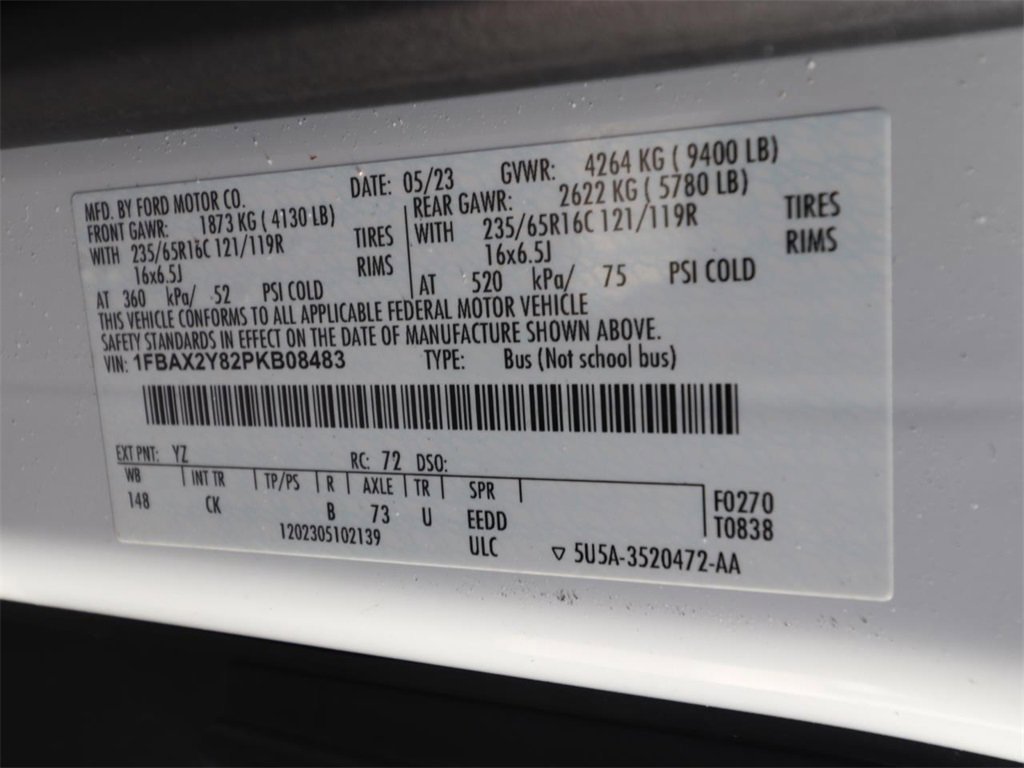 MFD. BY FORD MOTOR CO. DATE: 05/23 GVWR: 4264 KG ( 9400 LB)
FRONT GAWR: 1873 KG ( 4130 LB) REAR GAWR: 2622 KG ( 5780 LB)
WITH 235/65R16C 121/119R TIRES WITH 235/65R16C 121/119R TIRES
16x6.5J RIMS 16x6.5J RIMS
AT 360 kPa/ 52 PSI COLD AT 520 kPa/ 75 PSI COLD
THIS VEHICLE CONFORMS TO ALL APPLICABLE FEDERAL MOTOR VEHICLE
SAFETY STANDARDS IN EFFECT ON THE DATE OF MANUFACTURE SHOWN ABOVE.
VIN: 1FBAX2Y82PKB08483 TYPE: Bus (Not school bus)
EXT PNT: YZ RC: 72 DSO:
WB INT TR TP/PS R AXLE TR SPR F0270
148 CK B 73 U EEDD T0838
1202305102139 ULC ▽ 5U5A-3520472-AA